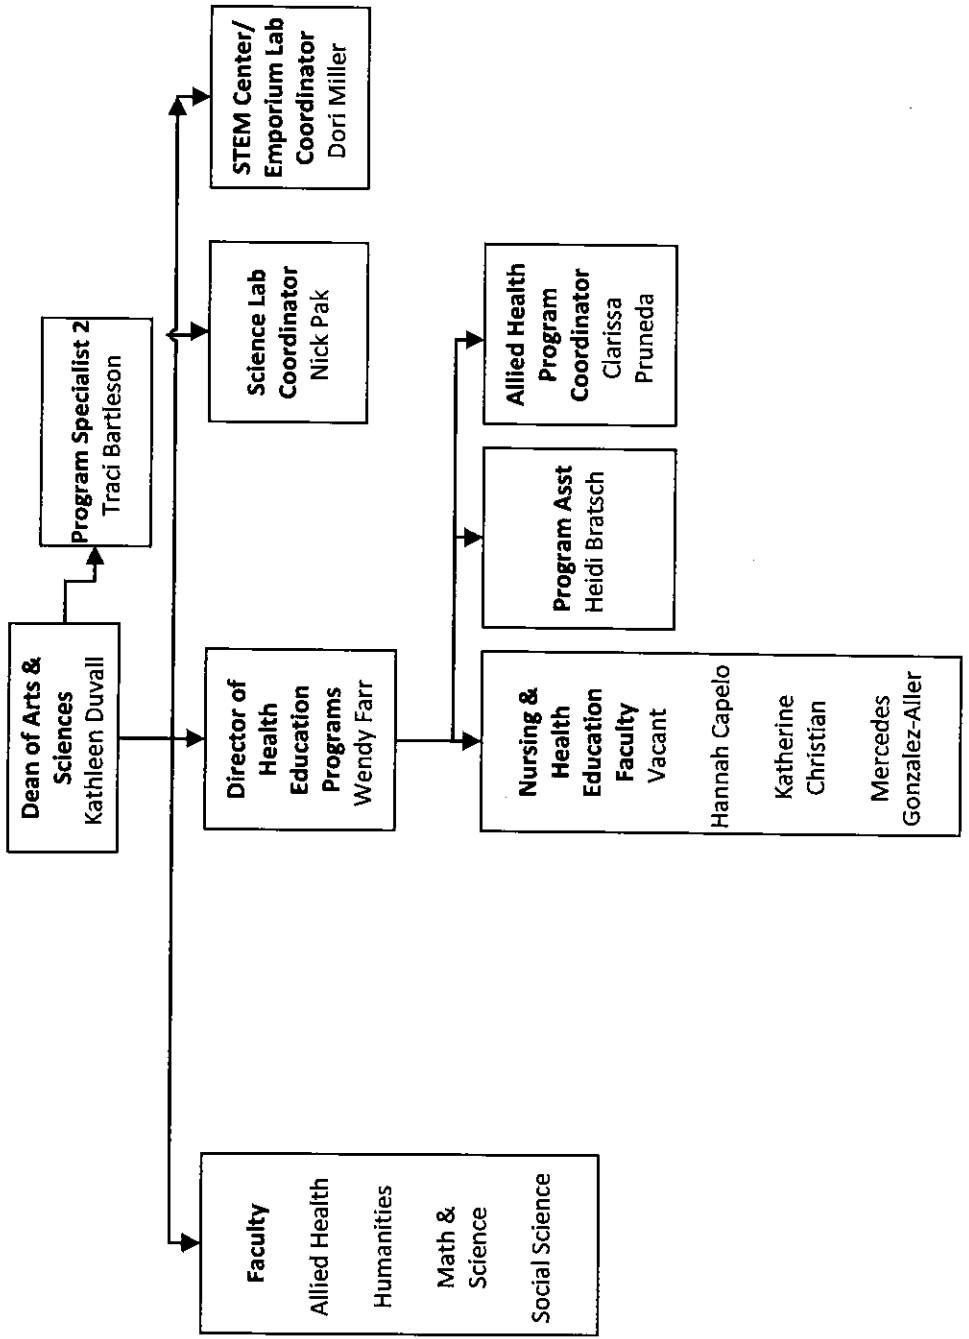 Dean of Arts &
Sciences
Kathleen Duvall
Program Specialist 2
Traci Bartleson
Faculty
Allied Health
Humanities
Math &
Science
Social Science
Director of
Health
Education
Programs
Wendy Farr
Science Lab
Coordinator
Nick Pak
STEM Center/
Emporium Lab
Coordinator
Dori Miller
Nursing &
Health
Education
Faculty
Vacant
Hannah Capelo
Katherine
Christian
Mercedes
Gonzalez-Aller
Program Asst
Heidi Bratsch
Allied Health
Program
Coordinator
Clarissa
Pruneda